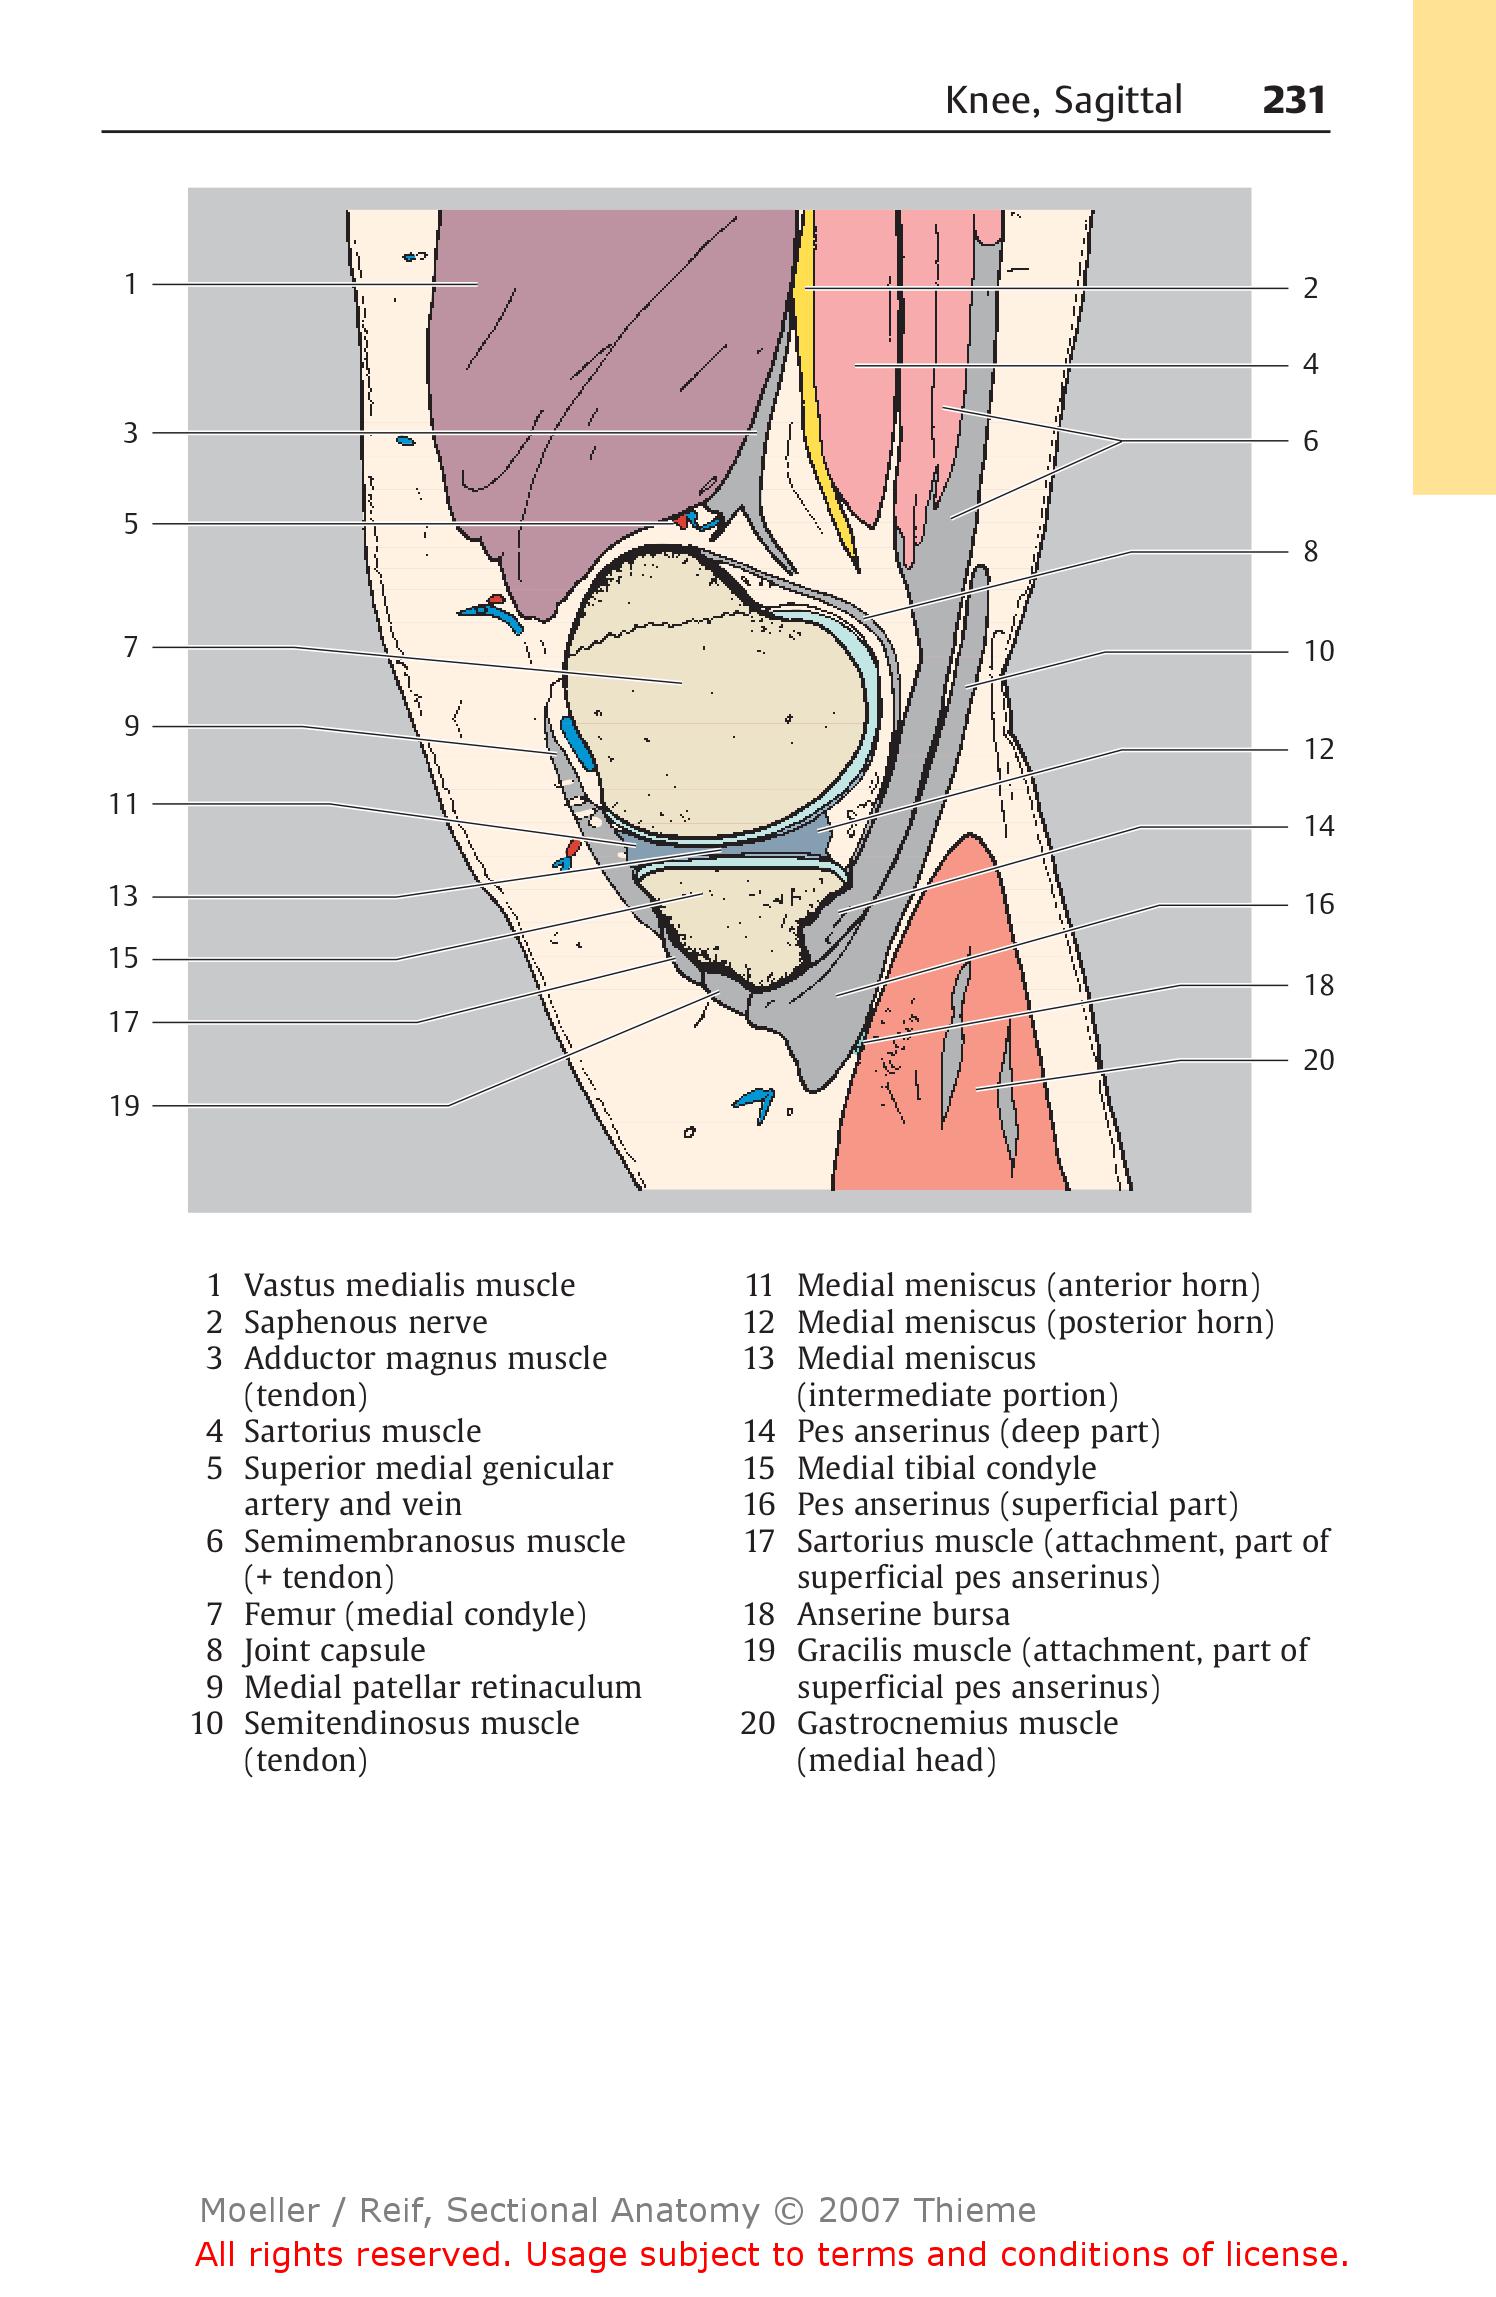 Knee, Sagittal 231
1
2
3
4
5
6
7
8
9
10
11
12
13
14
15
16
17
18
19
20
1 Vastus medialis muscle
2 Saphenous nerve
3 Adductor magnus muscle
(tendon)
4 Sartorius muscle
5 Superior medial genicular
artery and vein
6 Semimembranosus muscle
(+ tendon)
7 Femur (medial condyle)
8 Joint capsule
9 Medial patellar retinaculum
10 Semitendinosus muscle
(tendon)
11 Medial meniscus (anterior horn)
12 Medial meniscus (posterior horn)
13 Medial meniscus
(intermediate portion)
14 Pes anserinus (deep part)
15 Medial tibial condyle
16 Pes anserinus (superficial part)
17 Sartorius muscle (attachment, part of
superficial pes anserinus)
18 Anserine bursa
19 Gracilis muscle (attachment, part of
superficial pes anserinus)
20 Gastrocnemius muscle
(medial head)
Moeller / Reif, Sectional Anatomy © 2007 Thieme
All rights reserved. Usage subject to terms and conditions of license.